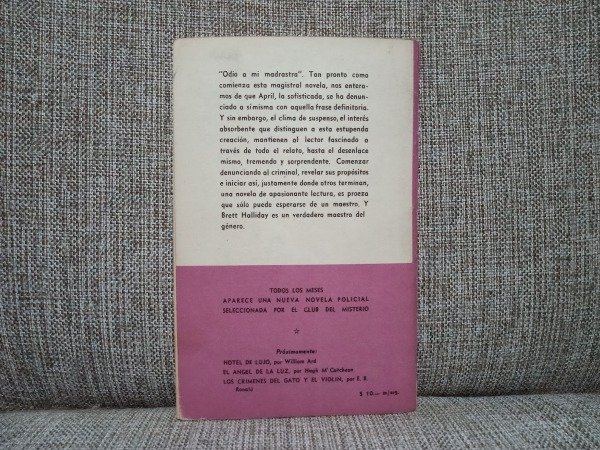 "Odio a mi madrastra". Tan pronto como
comienza esta magistral novela, nos entera-
mos de que April, la sofisticada, se ha denun-
ciado a sí misma con aquella frase definitoria.
Y sin embargo, el clima de suspenso, el interés
absorbente que distinguen a esta estupenda
creación, mantienen al lector fascinado a
través de todo el relato, hasta el desenlace
mismo, tremendo y sorprendente. Comenzar
denunciando al criminal, revelar sus propósitos
e iniciar así, justamente donde otros terminan,
una novela de apasionante lectura, es proeza
que sólo puede esperarse de un maestro. Y
Brett Halliday es un verdadero maestro del
género.
TODOS LOS MESES
APARECE UNA NUEVA NOVELA POLICIAL
SELECCIONADA POR EL CLUB DEL MISTERIO
Próximamente:
HOTEL DE LUJO, por William Ard
EL ANGEL DE LA LUZ, por Hugh Mc Cutcheon
LOS CRIMENES DEL GATO Y EL VIOLIN, por E. B.
Ronald
$ 10.— m/arg.